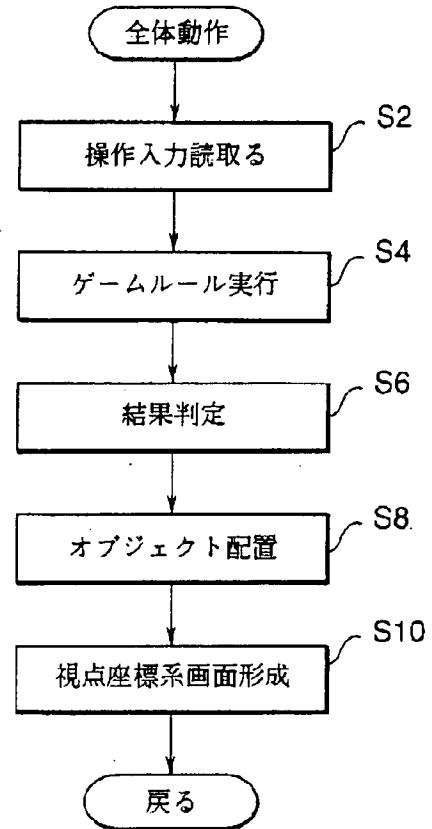 全体動作
操作入力読取る
S2
ゲームルール実行
S4
結果判定
S6
オブジェクト配置
S8
視点座標系画面形成
S10
戻る